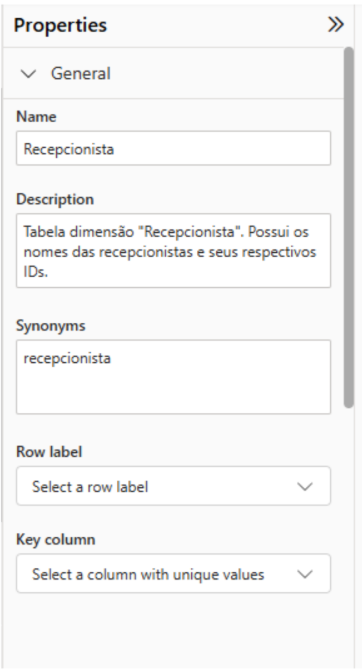 Properties
General
Name
Recepcionista
Description
Tabela dimensão "Recepcionista". Possui os
nomes das recepcionistas e seus respectivos
IDs.
Synonyms
recepcionista
Row label
Select a row label
Key column
Select a column with unique values